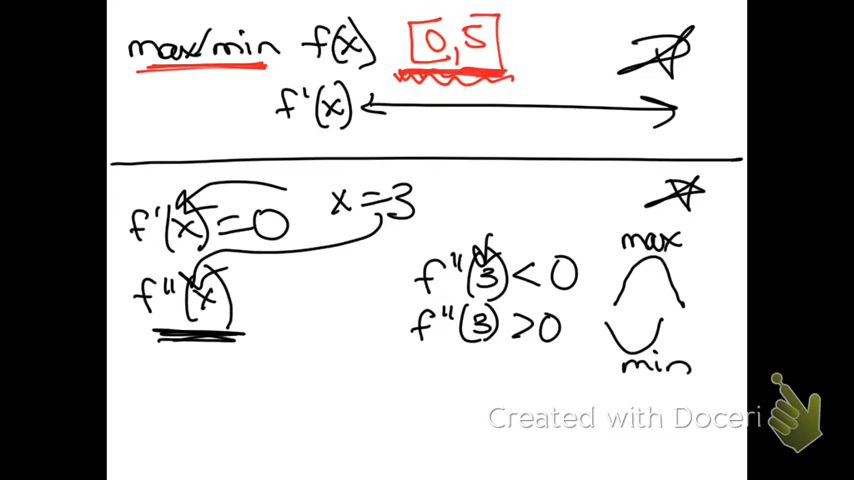 max/min f(x) [0,5]
f'(x)
f'(x)=0 x=3
f''(x)
max
f''(3)<0
f''(3)>0
min
Created with Doceri